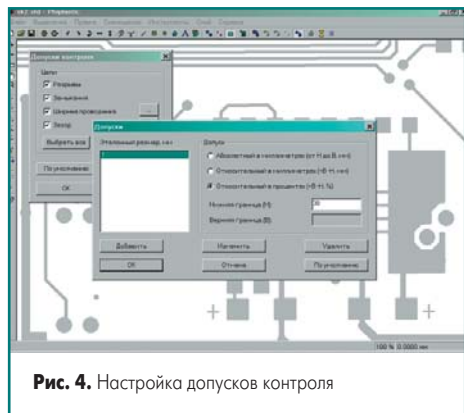 Допуски контроля
Цепи
Разрывы
Замыкания
Ширина проводника
Зазор
Выбрать все
По умолчанию
OK
Допуски
Эталонный размер, мм
Допуск
Абсолютный в миллиметрах (от Н до В, мм)
Относительный в миллиметрах
Относительный в процентах
Нижняя граница (Н):
Верхняя граница (В):
Добавить
Изменить
Удалить
OK
Отмена
По умолчанию
100 % 0.0000 мм
Рис. 4. Настройка допусков контроля